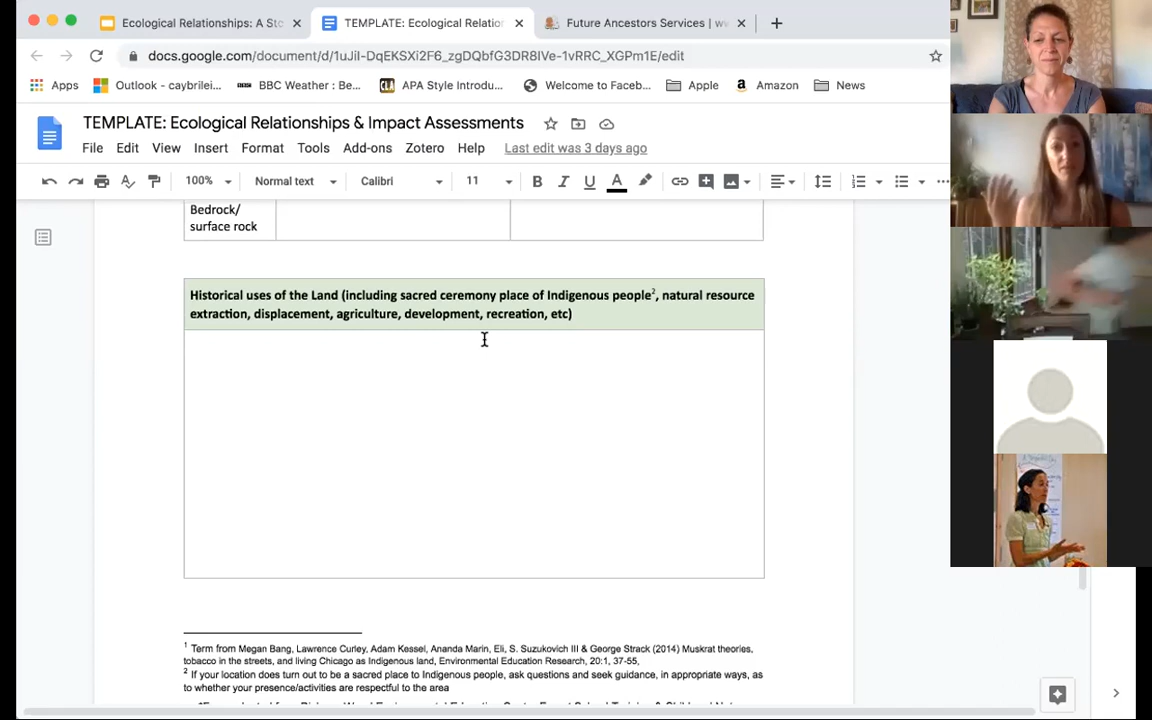 Ecological Relationships: A Sto
TEMPLATE: Ecological Relation
Future Ancestors Services | ww
docs.google.com/document/d/1uJiI-DqEKSXi2F6_zgDQbfG3DR8IVe-1vRRC_XGPm1E/edit
Apps
Outlook - caybrilei...
BBC Weather : Be...
APA Style Introdu...
Welcome to Faceb...
Apple
Amazon
News
TEMPLATE: Ecological Relationships & Impact Assessments
File Edit View Insert Format Tools Add-ons Zotero Help Last edit was 3 days ago
100% Normal text Calibri 11 B I U A
Bedrock/
surface rock
Historical uses of the Land (including sacred ceremony place of Indigenous people², natural resource
extraction, displacement, agriculture, development, recreation, etc)
¹ Term from Megan Bang, Lawrence Curley, Adam Kessel, Ananda Marin, Eli, S. Suzukovich III & George Strack (2014) Muskrat theories,
tobacco in the streets, and living Chicago as Indigenous land, Environmental Education Research, 20:1, 37-55,
² If your location does turn out to be a sacred place to Indigenous people, ask questions and seek guidance, in appropriate ways, as
to whether your presence/activities are respectful to the area